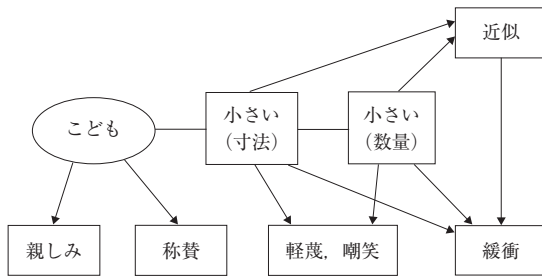 近似
こども
小さい
(寸法)
小さい
(数量)
親しみ
称賛
軽蔑,嘲笑
緩衝